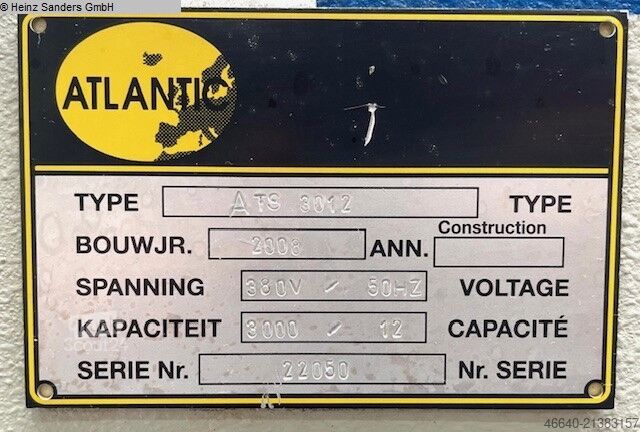 © Heinz Sanders GmbH
ATLANTIC
TYPE ATS 3012 TYPE
BOUWJR. 2008 ANN. Construction
SPANNING 380V / 50HZ VOLTAGE
KAPACITEIT 3000 / 12 CAPACITÉ
SERIE Nr. 22050 Nr. SERIE
46640-21383157